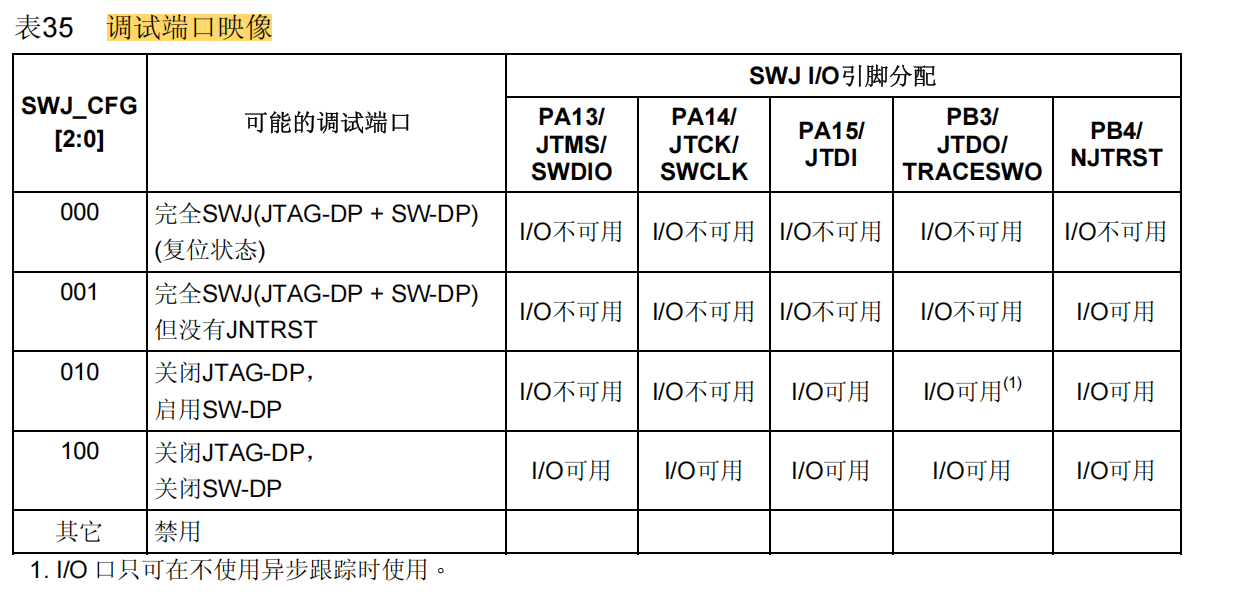 表35 调试端口映像
SWJ_CFG
[2:0]
可能的调试端口
SWJ I/O引脚分配
PA13/
JTMS/
SWDIO
PA14/
JTCK/
SWCLK
PA15/
JTDI
PB3/
JTDO/
TRACESWO
PB4/
NJTRST
000
完全SWJ(JTAG-DP + SW-DP)
(复位状态)
I/O不可用 I/O不可用 I/O不可用 I/O不可用 I/O不可用
001
完全SWJ(JTAG-DP + SW-DP)
但没有JNTRST
I/O不可用 I/O不可用 I/O不可用 I/O不可用 I/O可用
010
关闭JTAG-DP，
启用SW-DP
I/O不可用 I/O不可用 I/O可用 I/O可用(1) I/O可用
100
关闭JTAG-DP，
关闭SW-DP
I/O可用 I/O可用 I/O可用 I/O可用 I/O可用
其它 禁用
1. I/O 口只可在不使用异步跟踪时使用。